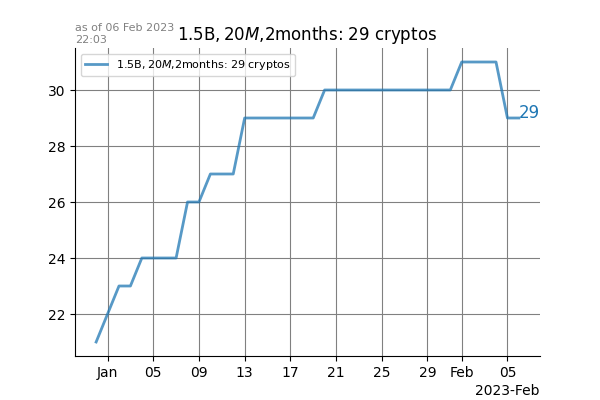 as of 06 Feb 2023
22:03
1.5B, 20M,2months: 29 cryptos
1.5B, 20M,2months: 29 cryptos
30
28
26
24
22
29
Jan 05 09 13 17 21 25 29 Feb 05
2023-Feb